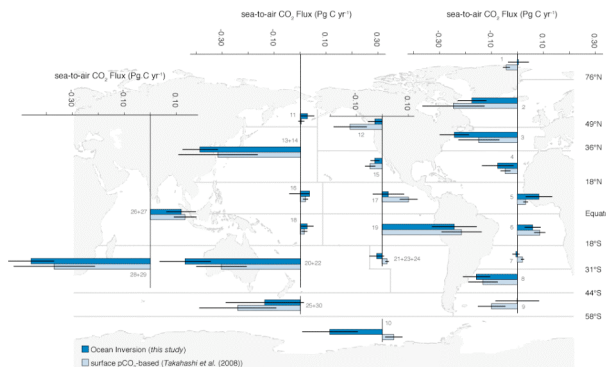 sea-to-air CO₂ Flux (Pg C yr⁻¹)
sea-to-air CO₂ Flux (Pg C yr⁻¹)
-0.30
-0.10
0.10
0.30
-0.30
-0.10
0.10
0.30
76°N
sea-to-air CO₂ Flux (Pg C yr⁻¹)
-0.30
-0.10
0.10
1
2
49°N
11
12
0.10
3
36°N
13+14
15
4
18°N
16
17
5
26+27
Equat
18
19
6
18°S
20+22
21+23+24
7
28+29
31°S
8
44°S
25+30
9
58°S
10
Ocean Inversion (this study)
surface pCO₂-based (Takahashi et al. (2008))